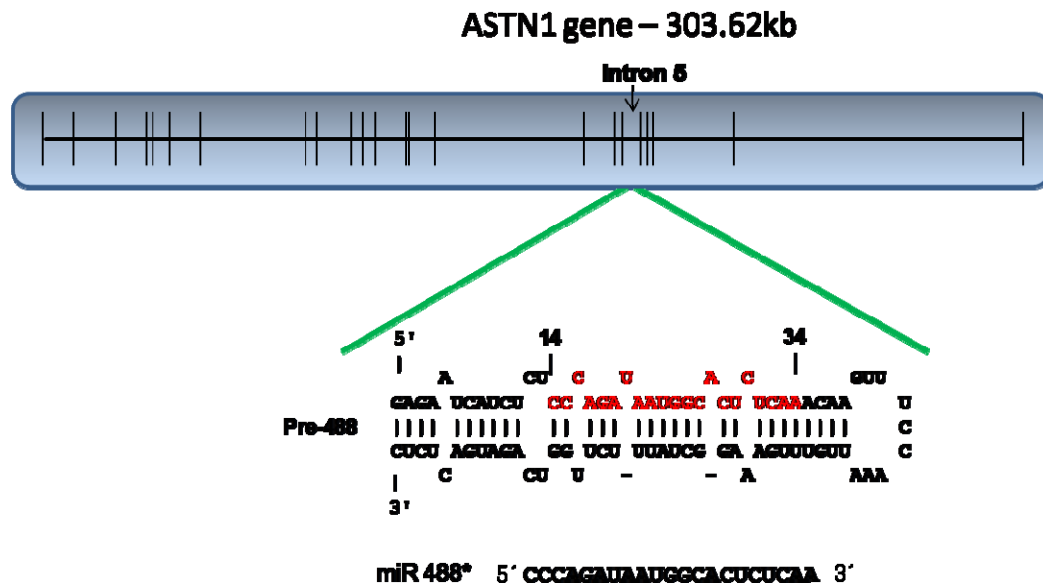 ASTN1 gene – 303.62kb
Intron 5
5' 14 34
A CU C U A C GUU
GAGA UCAUCU CC AGA AAUGGC CU UCAAACAA U
Pre-488 |||| |||||| || ||| |||||| || |||||||| C
CUCU AGUAGA GG UCU UUAUCG GA AGUUUGUU C
C CU U - - A AAA
3'
miR 488* 5´ CCCAGAUAAUGGCACUCUCAA 3´